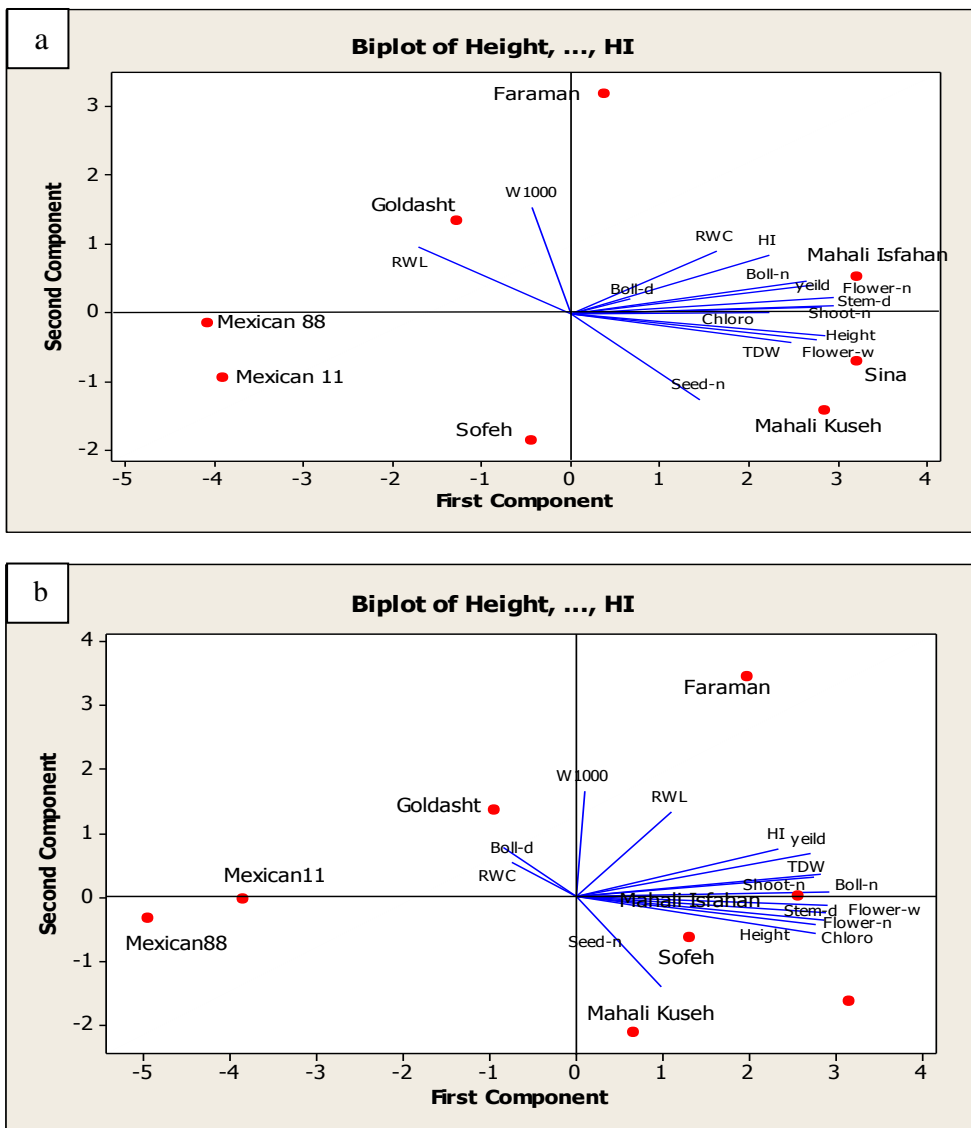 a
Biplot of Height, ..., HI
Second Component
3
2
1
0
-1
-2
Faraman
W1000
Goldasht
RWL
RWC
HI
Mahali Isfahan
Boll-n
yeild
Flower-n
Boll-d
Stem-d
Chloro
Shoot-n
Mexican 88
Height
TDW
Flower-w
Mexican 11
Seed-n
Sina
Mahali Kuseh
Sofeh
-5 -4 -3 -2 -1 0 1 2 3 4
First Component
b
Biplot of Height, ..., HI
Second Component
4
3
2
1
0
-1
-2
Faraman
W1000
RWL
Goldasht
HI
yeild
Boll-d
TDW
RWC
Shoot-n
Boll-n
Mexican11
Mahali Isfahan
Stem-d
Flower-w
Flower-n
Mexican88
Seed-n
Height
Chloro
Sofeh
Mahali Kuseh
-5 -4 -3 -2 -1 0 1 2 3 4
First Component